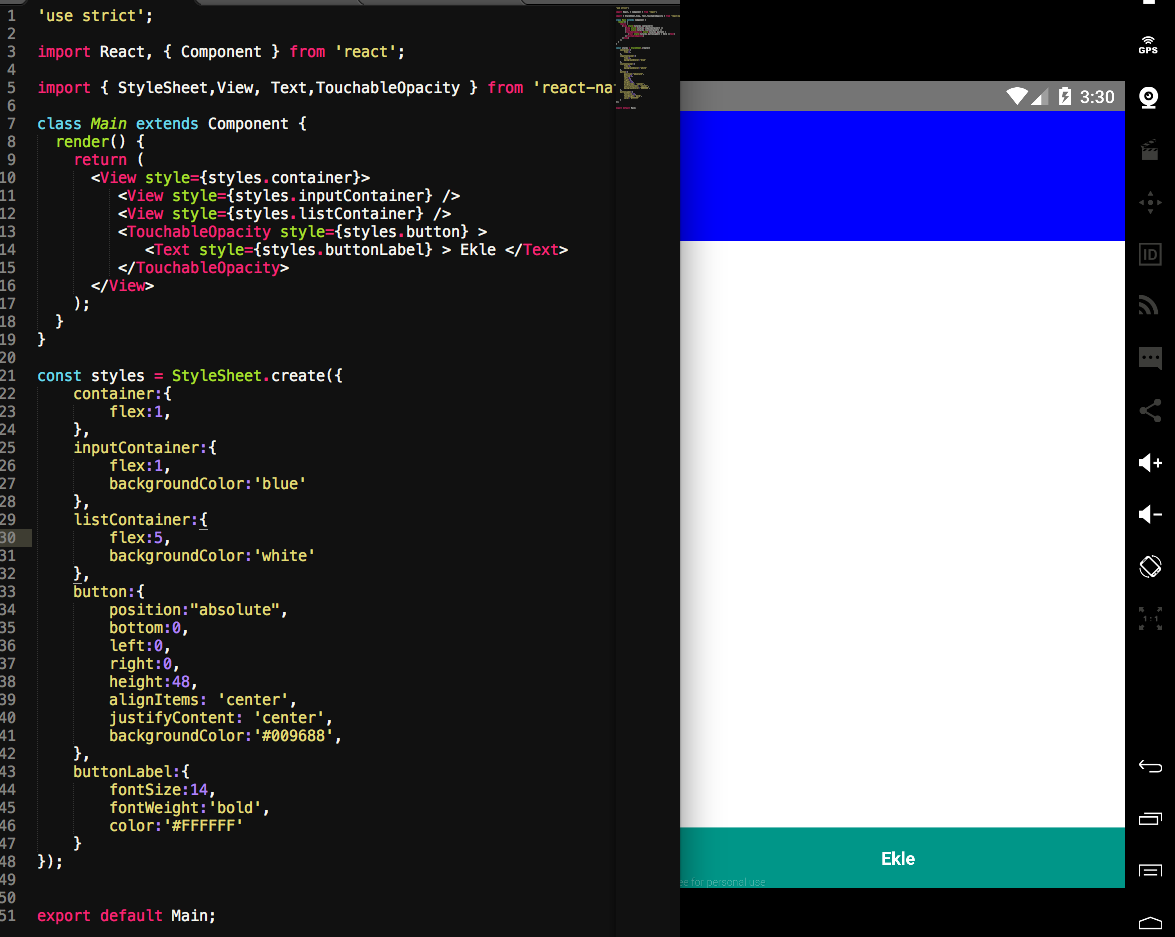 1 'use strict';
2
3 import React, { Component } from 'react';
4
5 import { StyleSheet,View, Text,TouchableOpacity } from 'react-na
6
7 class Main extends Component {
8   render() {
9     return (
10       <View style={styles.container}>
11          <View style={styles.inputContainer} />
12          <View style={styles.listContainer} />
13          <TouchableOpacity style={styles.button} >
14             <Text style={styles.buttonLabel} > Ekle </Text>
15          </TouchableOpacity>
16       </View>
17     );
18   }
19 }
20
21 const styles = StyleSheet.create({
22     container:{
23         flex:1,
24     },
25     inputContainer:{
26         flex:1,
27         backgroundColor:'blue'
28     },
29     listContainer:{
30         flex:5,
31         backgroundColor:'white'
32     },
33     button:{
34         position:"absolute",
35         bottom:0,
36         left:0,
37         right:0,
38         height:48,
39         alignItems: 'center',
40         justifyContent: 'center',
41         backgroundColor:'#009688',
42     },
43     buttonLabel:{
44         fontSize:14,
45         fontWeight:'bold',
46         color:'#FFFFFF'
47     }
48 });
49
50
51 export default Main;
3:30
Ekle
ee for personal use
GPS
ID
1:1